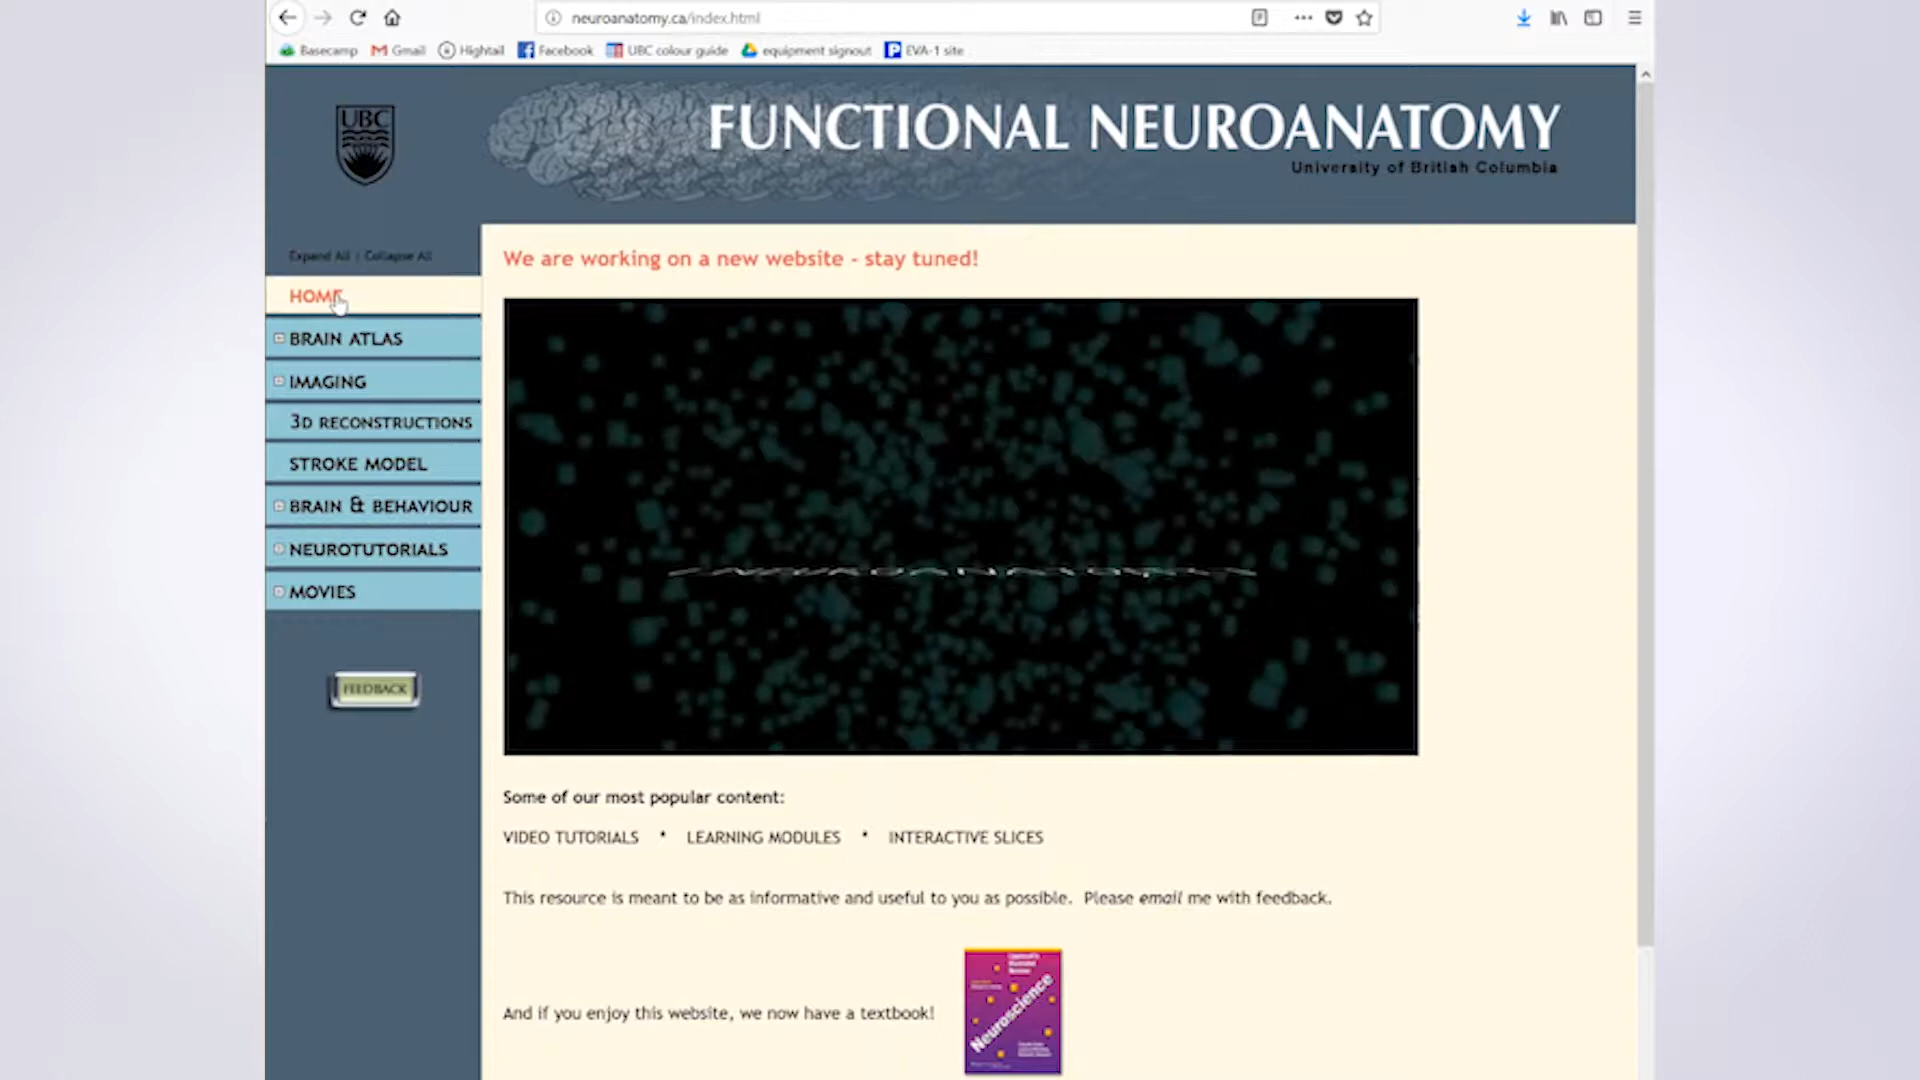 neuroanatomy.ca/index.html
Basecamp Gmail Hightail Facebook UBC colour guide equipment signout EVA-1 site
UBC
FUNCTIONAL NEUROANATOMY
University of British Columbia
Expand All | Collapse All
HOME
BRAIN ATLAS
IMAGING
3D RECONSTRUCTIONS
STROKE MODEL
BRAIN & BEHAVIOUR
NEUROTUTORIALS
MOVIES
FEEDBACK
We are working on a new website - stay tuned!
NEUROANATOMY
Some of our most popular content:
VIDEO TUTORIALS * LEARNING MODULES * INTERACTIVE SLICES
This resource is meant to be as informative and useful to you as possible. Please email me with feedback.
And if you enjoy this website, we now have a textbook!
Neuroscience